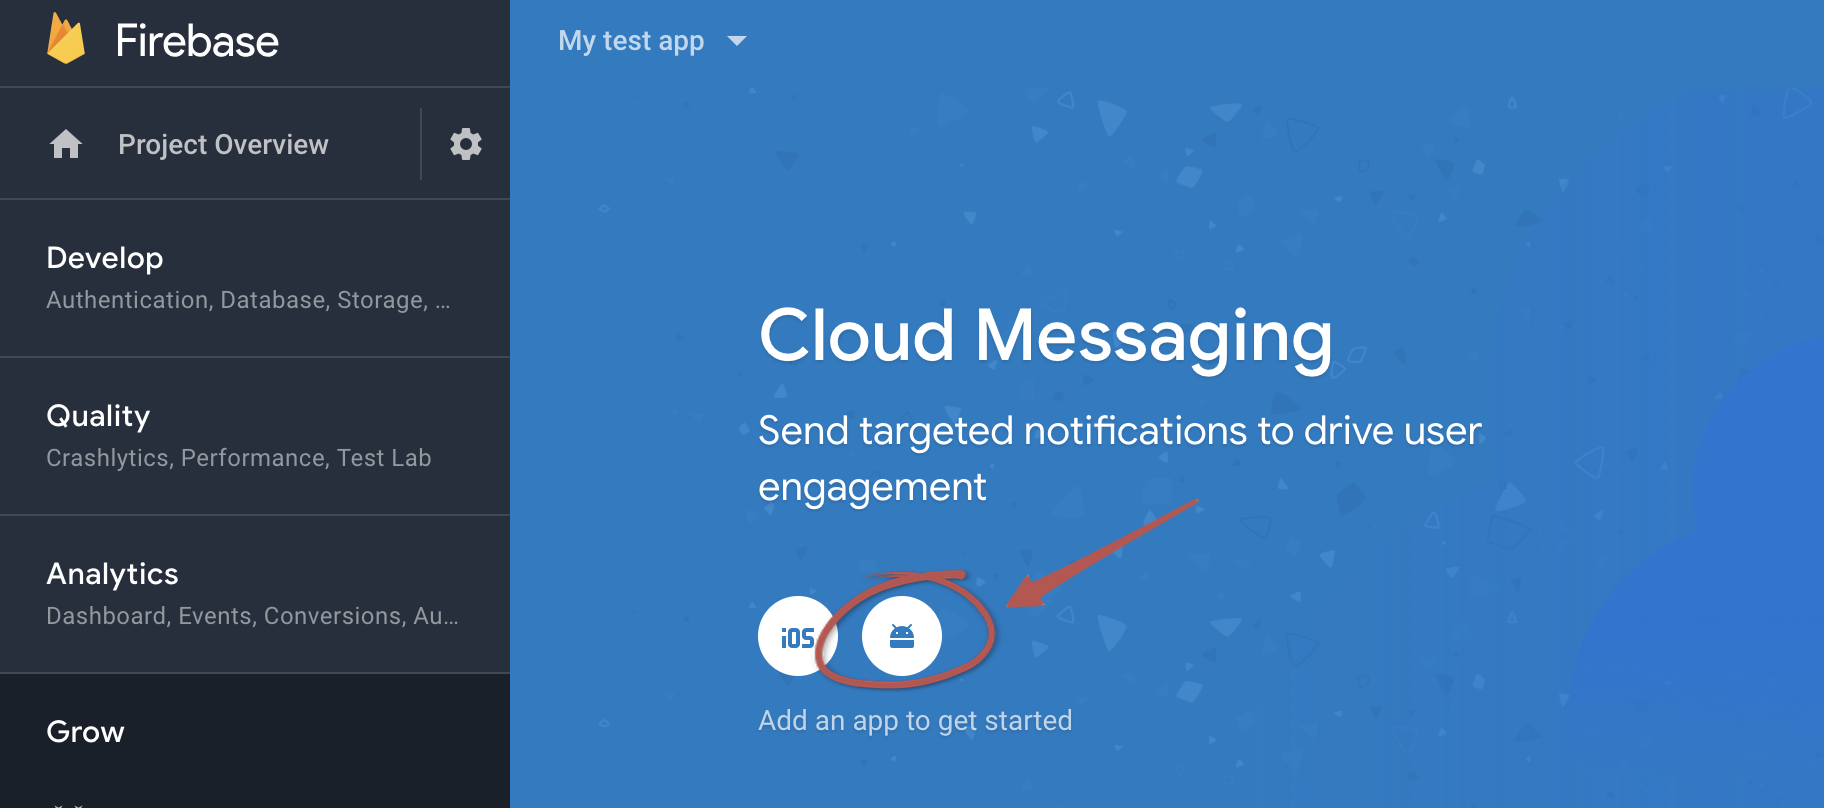 Firebase
My test app
Project Overview
Develop
Authentication, Database, Storage, ...
Quality
Crashlytics, Performance, Test Lab
Analytics
Dashboard, Events, Conversions, Au...
Grow
Cloud Messaging
Send targeted notifications to drive user
engagement
iOS
Add an app to get started